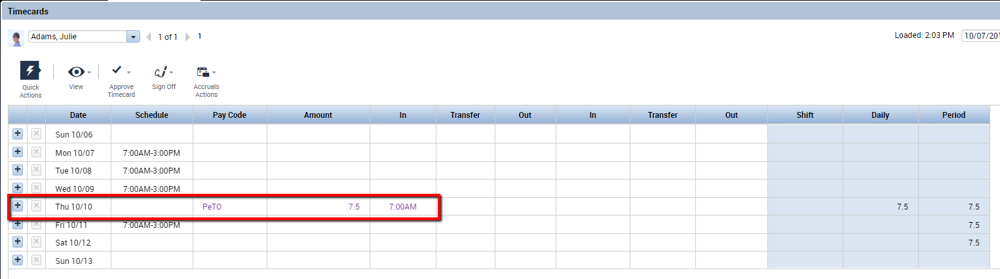 Timecards
Adams, Julie 1 of 1 1 Loaded: 2:03 PM 10/07/201
Quick Actions View Approve Timecard Sign Off Accruals Actions
Date Schedule Pay Code Amount In Transfer Out In Transfer Out Shift Daily Period
+ Sun 10/06
+ Mon 10/07 7:00AM-3:00PM
+ Tue 10/08 7:00AM-3:00PM
+ Wed 10/09 7:00AM-3:00PM
+ Thu 10/10 PeTO 7.5 7:00AM 7.5 7.5
+ Fri 10/11 7:00AM-3:00PM 7.5
+ Sat 10/12 7.5
+ Sun 10/13